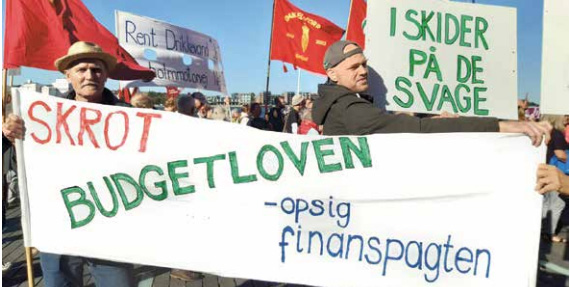 Rent Drikkevand
I SKIDER
PÅ DE
SVAGE
SKROT
BUDGETLOVEN
-opsig
finanspagten